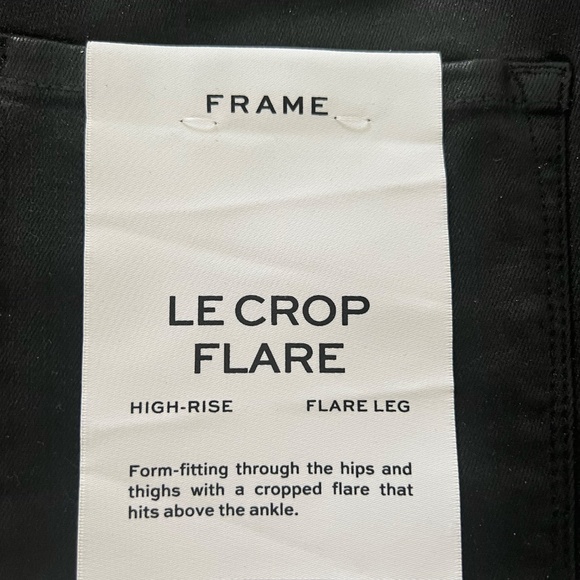 FRAME
LE CROP
FLARE
HIGH-RISE FLARE LEG
Form-fitting through the hips and
thighs with a cropped flare that
hits above the ankle.